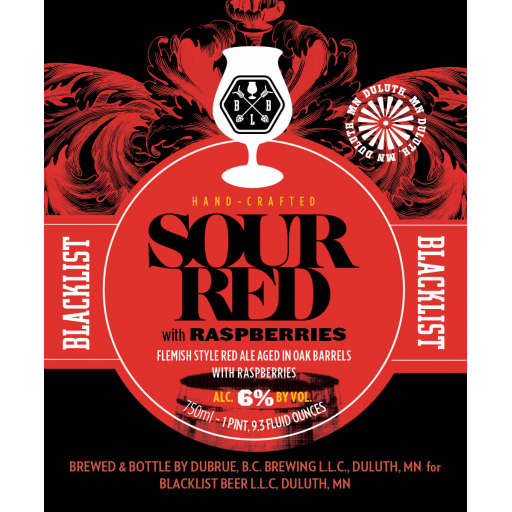 B B
L
MN DULUTH, MN DULUTH, MN DULUTH,
HAND-CRAFTED
SOUR
RED
with RASPBERRIES
FLEMISH STYLE RED ALE AGED IN OAK BARRELS
WITH RASPBERRIES
ALC. 6% BY VOL.
750ml - 1 PINT, 9.3 FLUID OUNCES
BLACKLIST
BLACKLIST
BREWED & BOTTLE BY DUBRUE, B.C. BREWING L.L.C., DULUTH, MN for
BLACKLIST BEER L.L.C, DULUTH, MN